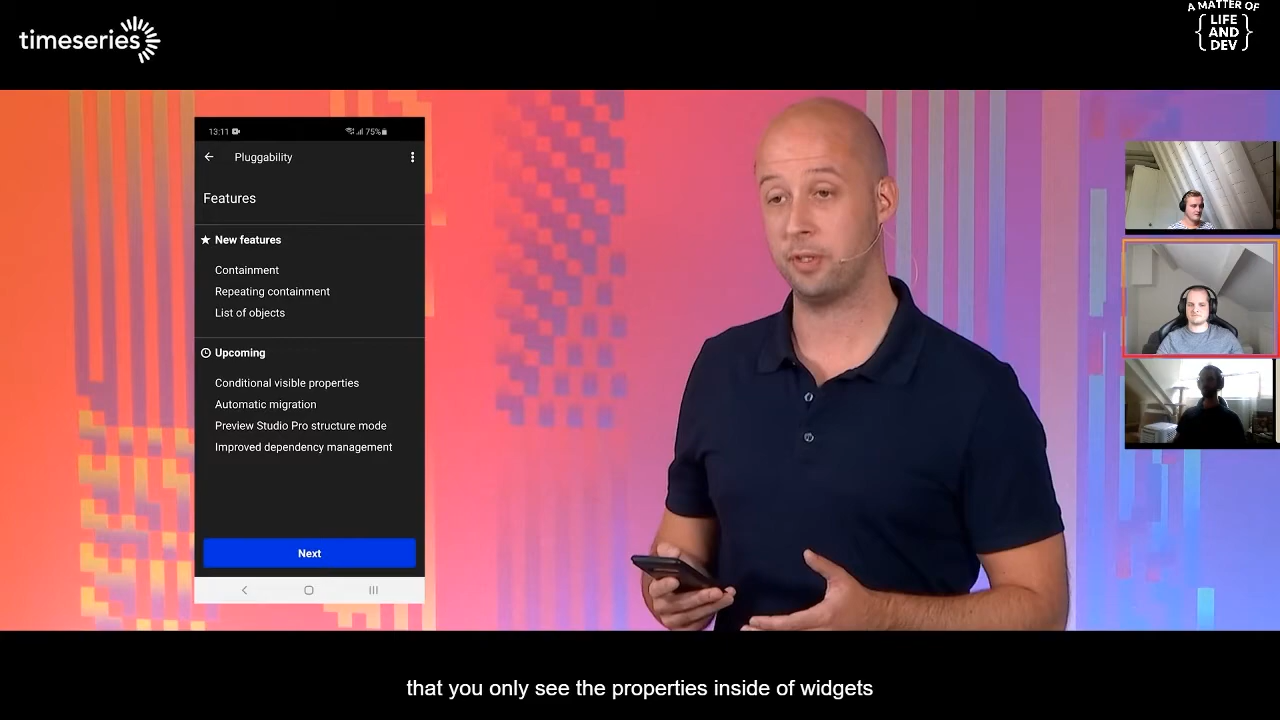 timeseries
A MATTER OF
{LIFE
AND
DEV}
13:11
75%
Pluggability
Features
New features
Containment
Repeating containment
List of objects
Upcoming
Conditional visible properties
Automatic migration
Preview Studio Pro structure mode
Improved dependency management
Next
that you only see the properties inside of widgets